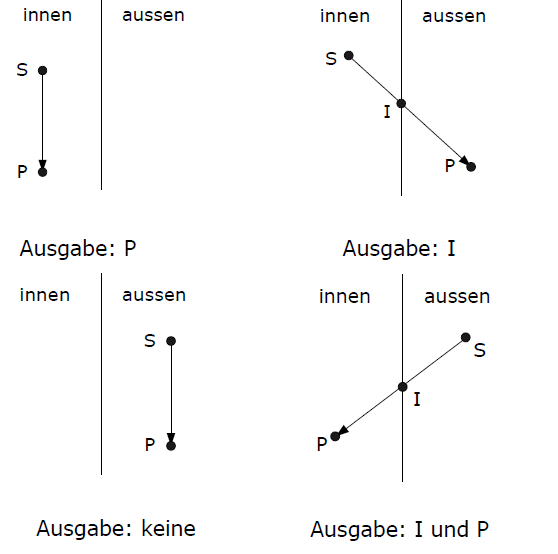 innen aussen
S
P
Ausgabe: P
innen aussen
S
I
P
Ausgabe: I
innen aussen
S
P
Ausgabe: keine
innen aussen
S
I
P
Ausgabe: I und P